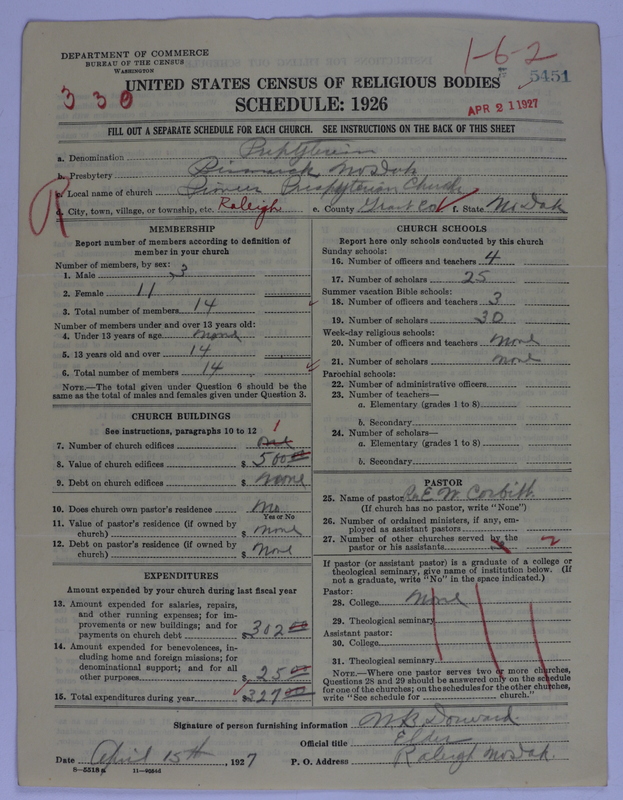 DEPARTMENT OF COMMERCE
BUREAU OF THE CENSUS
WASHINGTON
1-6-2
5451
330
UNITED STATES CENSUS OF RELIGIOUS BODIES
SCHEDULE: 1926
APR 21 1927
FILL OUT A SEPARATE SCHEDULE FOR EACH CHURCH. SEE INSTRUCTIONS ON THE BACK OF THIS SHEET
a. Denomination
b. Presbytery Bismarck No Dak
c. Local name of church Pioneer Presbyterian Church
d. City, town, village, or township, etc. Raleigh e. County Grant Co f. State No Dak
MEMBERSHIP
Report number of members according to definition of
member in your church
Number of members, by sex:
1. Male 3
2. Female 11
3. Total number of members 14
Number of members under and over 13 years old:
4. Under 13 years of age none
5. 13 years old and over 14
6. Total number of members 14
NOTE.—The total given under Question 6 should be the
same as the total of males and females given under Question 3.
CHURCH BUILDINGS
See instructions, paragraphs 10 to 12
1
7. Number of church edifices one
8. Value of church edifices $ 500.00
9. Debt on church edifices $ None
10. Does church own pastor's residence No
Yes or No
11. Value of pastor's residence (if owned by
church) $ None
12. Debt on pastor's residence (if owned by
church) $ None
EXPENDITURES
Amount expended by your church during last fiscal year
13. Amount expended for salaries, repairs,
and other running expenses; for im-
provements or new buildings; and for
payments on church debt $ 302.00
14. Amount expended for benevolences, in-
cluding home and foreign missions; for
denominational support; and for all
other purposes $ 25.00
15. Total expenditures during year $ 327.00
CHURCH SCHOOLS
Report here only schools conducted by this church
Sunday schools:
16. Number of officers and teachers 4
17. Number of scholars 25
Summer vacation Bible schools:
18. Number of officers and teachers 3
19. Number of scholars 30
Week-day religious schools:
20. Number of officers and teachers None
21. Number of scholars None
Parochial schools:
22. Number of administrative officers
23. Number of teachers—
a. Elementary (grades 1 to 8)
b. Secondary
24. Number of scholars—
a. Elementary (grades 1 to 8)
b. Secondary
PASTOR
25. Name of pastor E. W. Corbith
(If church has no pastor, write "None")
26. Number of ordained ministers, if any, em-
ployed as assistant pastors
27. Number of other churches served by the
pastor or his assistants 2
If pastor (or assistant pastor) is a graduate of a college or
theological seminary, give name of institution below. (If
not a graduate, write "No" in the space indicated.)
Pastor:
28. College None
29. Theological seminary
Assistant pastor:
30. College
31. Theological seminary
NOTE.—Where one pastor serves two or more churches,
Questions 28 and 29 should be answered only on the schedule
for one of the churches; on the schedules for the other churches,
write "See schedule for church."
Signature of person furnishing information
Official title Elder
Date April 15th, 1927 P. O. Address Raleigh No Dak.